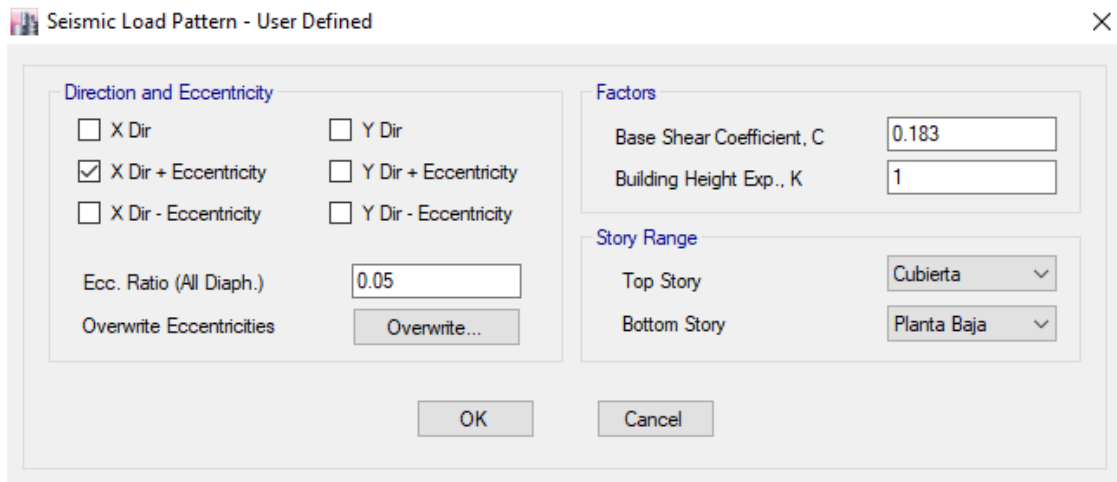 Seismic Load Pattern - User Defined
Direction and Eccentricity
X Dir
Y Dir
X Dir + Eccentricity
Y Dir + Eccentricity
X Dir - Eccentricity
Y Dir - Eccentricity
Ecc. Ratio (All Diaph.)
0.05
Overwrite Eccentricities
Overwrite...
Factors
Base Shear Coefficient, C
0.183
Building Height Exp., K
1
Story Range
Top Story
Cubierta
Bottom Story
Planta Baja
OK
Cancel